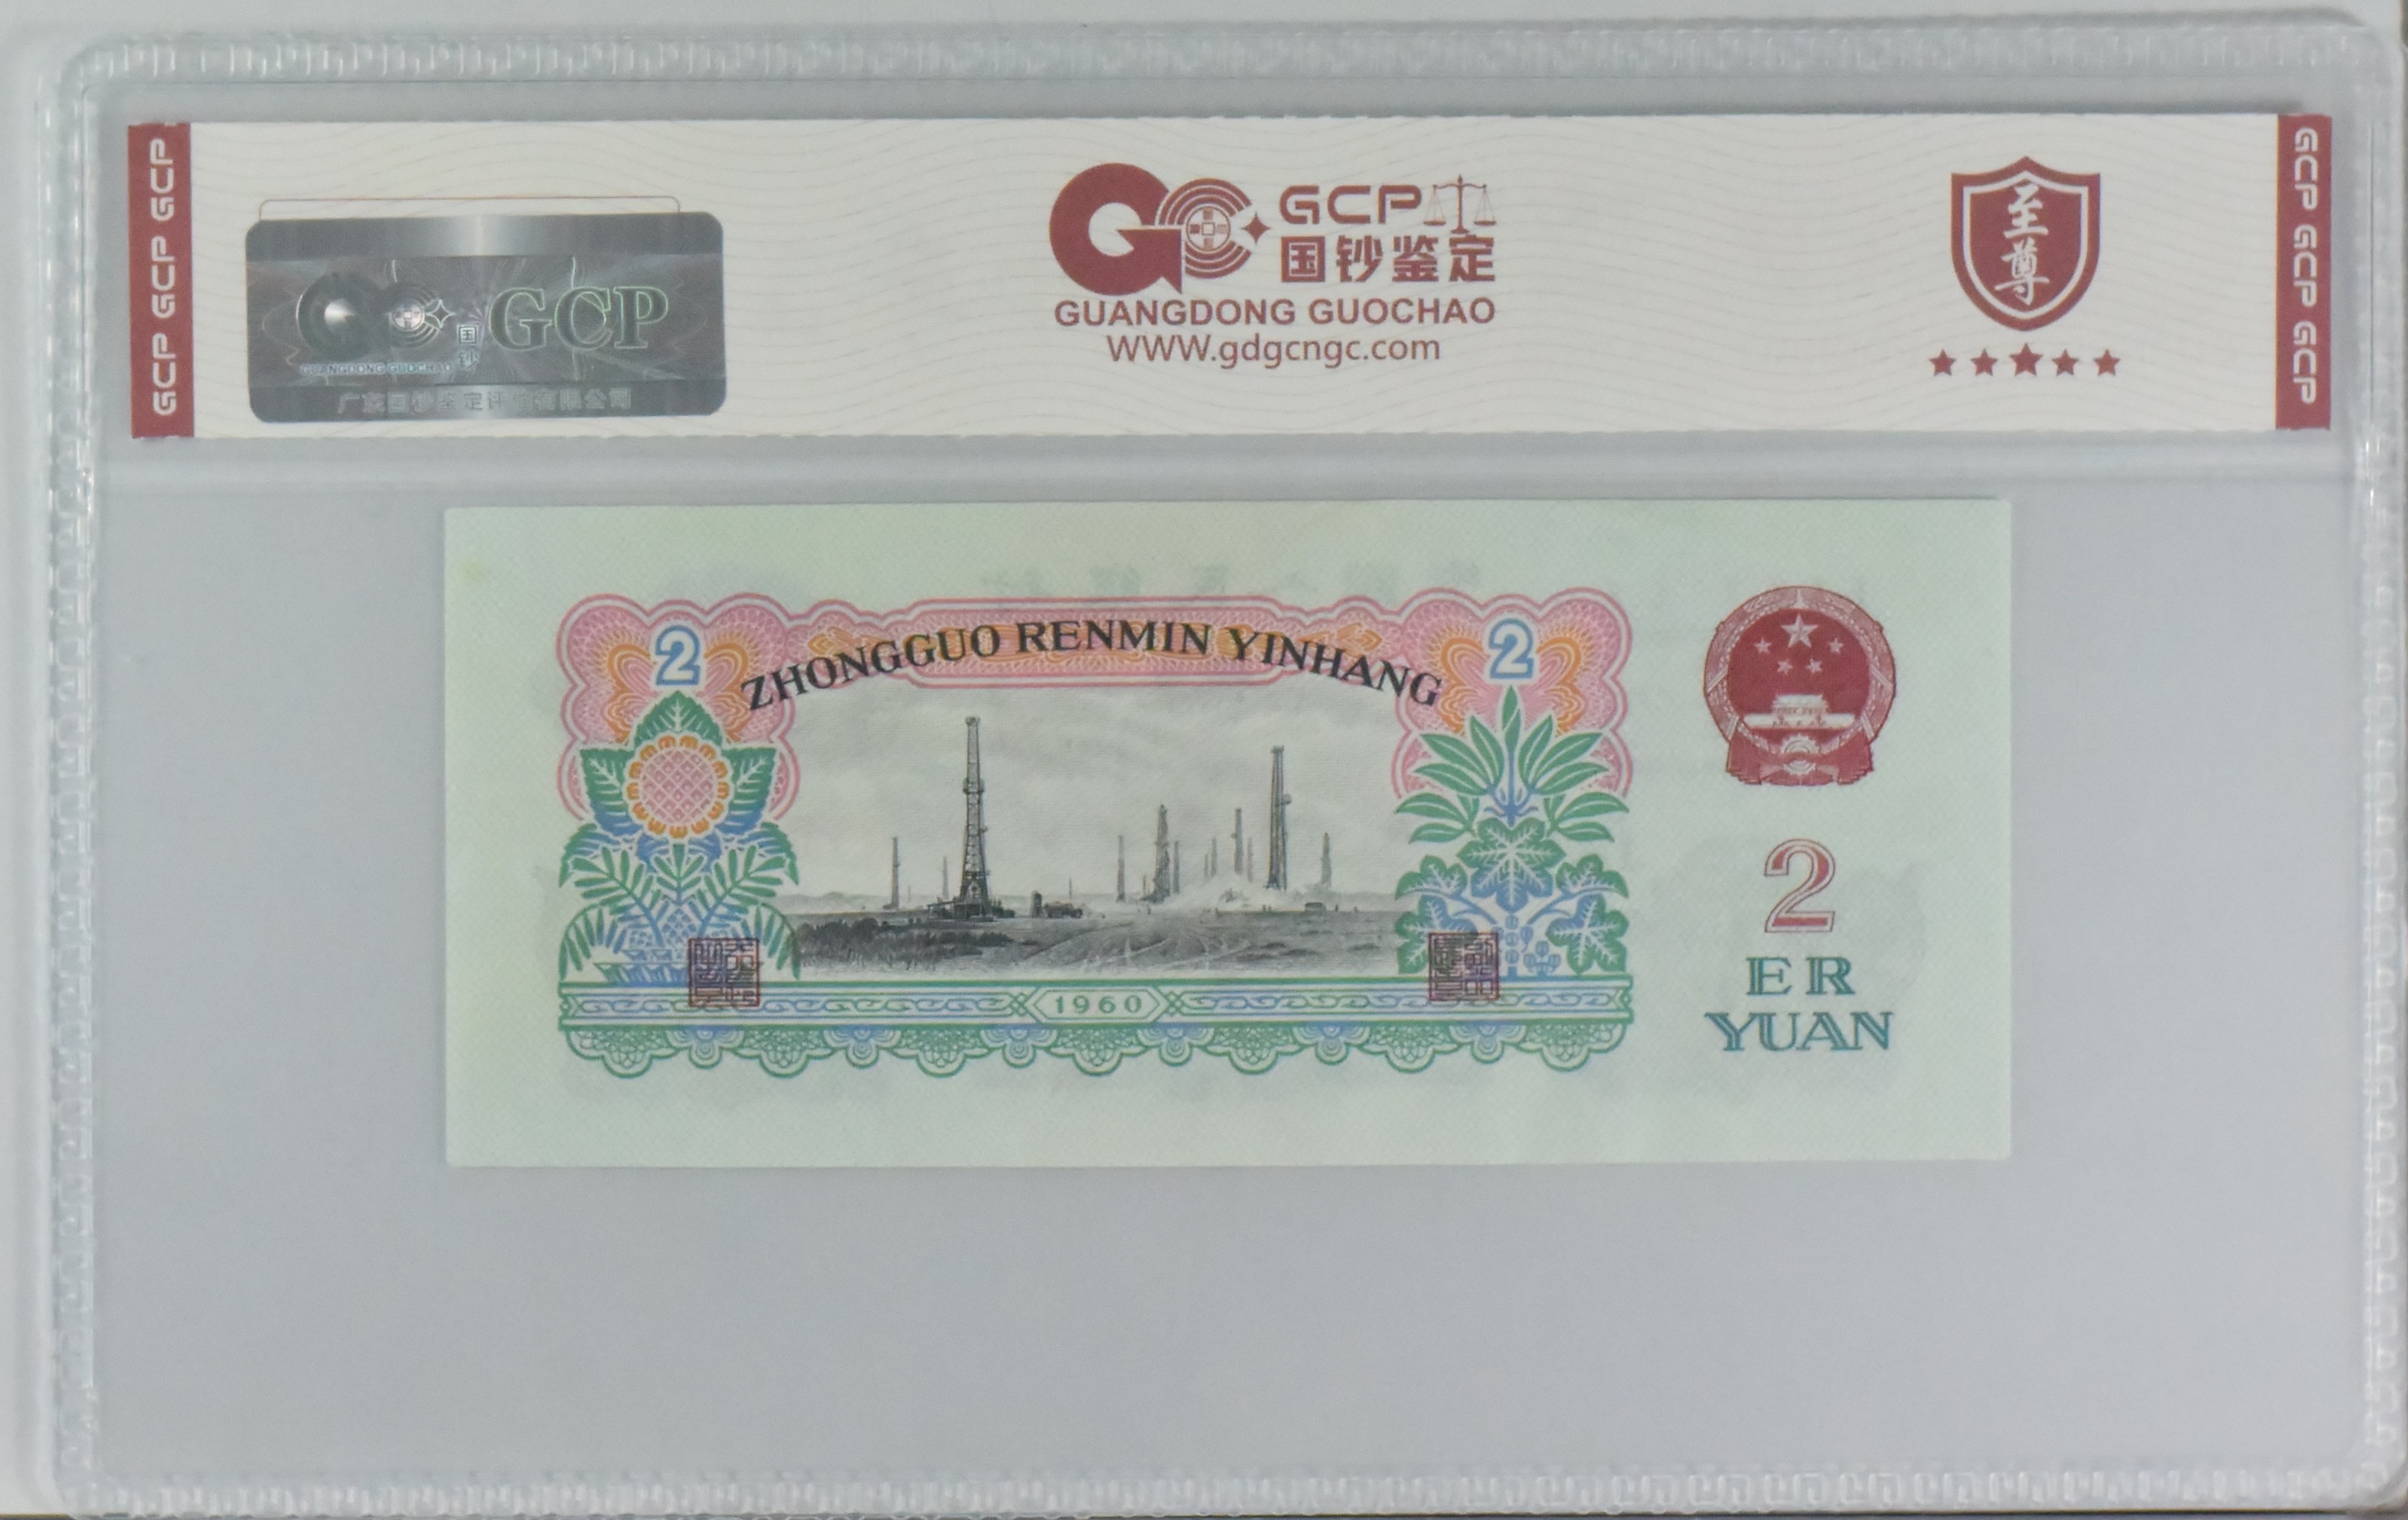 GCP GCP GCP
国钞
GCP
GUANGDONG GUOCHAO
广东国钞鉴定评估有限公司
GCP
国钞鉴定
GUANGDONG GUOCHAO
WWW.gdgcngc.com
至尊
GCP GCP GCP
2
ZHONGGUO RENMIN YINHANG
2
1960
2
ER
YUAN